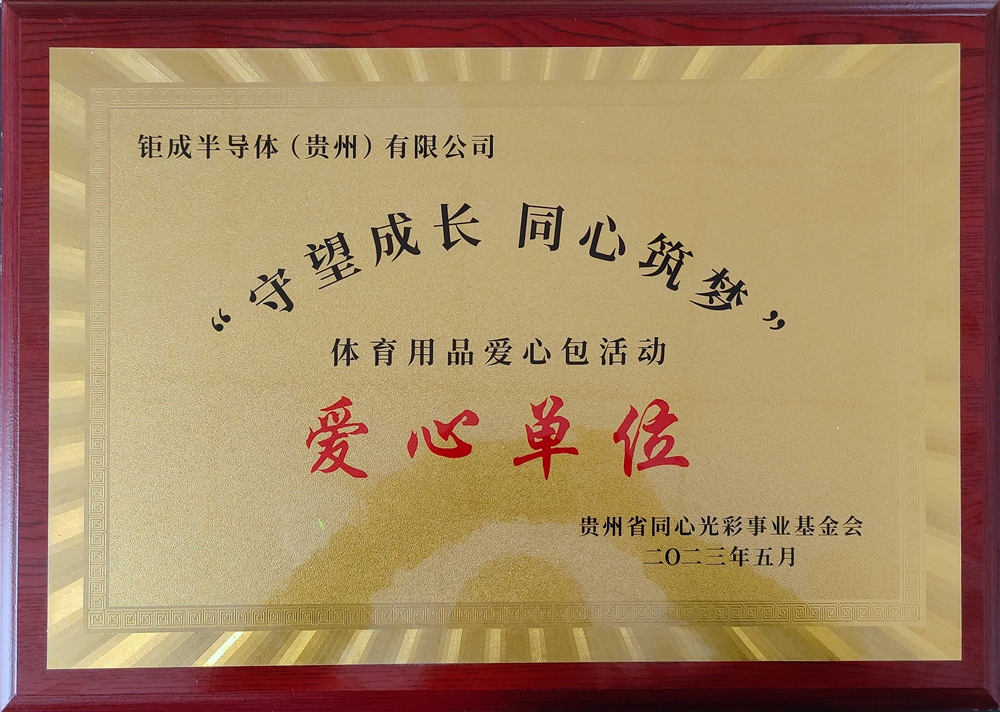 钜成半导体（贵州）有限公司
“守望成长 同心筑梦”
体育用品爱心包活动
爱心单位
贵州省同心光彩事业基金会
二〇二三年五月